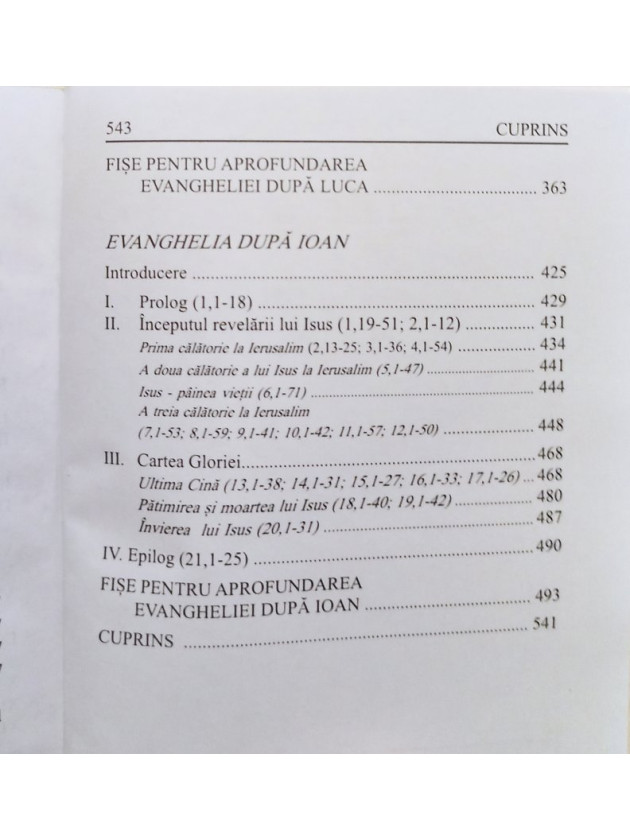 543 CUPRINS
FIȘE PENTRU APROFUNDAREA
EVANGHELIEI DUPĂ LUCA ........................................ 363
EVANGHELIA DUPĂ IOAN
Introducere ........................................ 425
I. Prolog (1,1-18) ........................................ 429
II. Începutul revelării lui Isus (1,19-51; 2,1-12) .................... 431
Prima călătorie la Ierusalim (2,13-25; 3,1-36; 4,1-54) .................... 434
A doua călătorie a lui Isus la Ierusalim (5,1-47) .................... 441
Isus - pâinea vieții (6,1-71) ........................................ 444
A treia călătorie la Ierusalim
(7,1-53; 8,1-59; 9,1-41; 10,1-42; 11,1-57; 12,1-50) .................... 448
III. Cartea Gloriei........................................ 468
Ultima Cină (13,1-38; 14,1-31; 15,1-27; 16,1-33; 17,1-26) ... 468
Pătimirea și moartea lui Isus (18,1-40; 19,1-42) .................... 480
Învierea lui Isus (20,1-31) ........................................ 487
IV. Epilog (21,1-25) ........................................ 490
FIȘE PENTRU APROFUNDAREA
EVANGHELIEI DUPĂ IOAN ........................................ 493
CUPRINS ........................................ 541